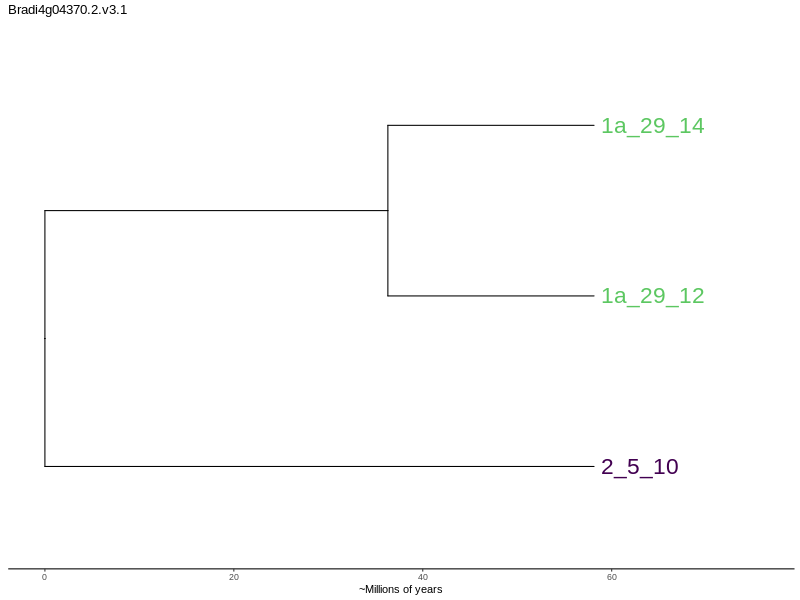 Bradi4g04370.2.v3.1
1a_29_14
1a_29_12
2_5_10
0 20 40 60
~Millions of years